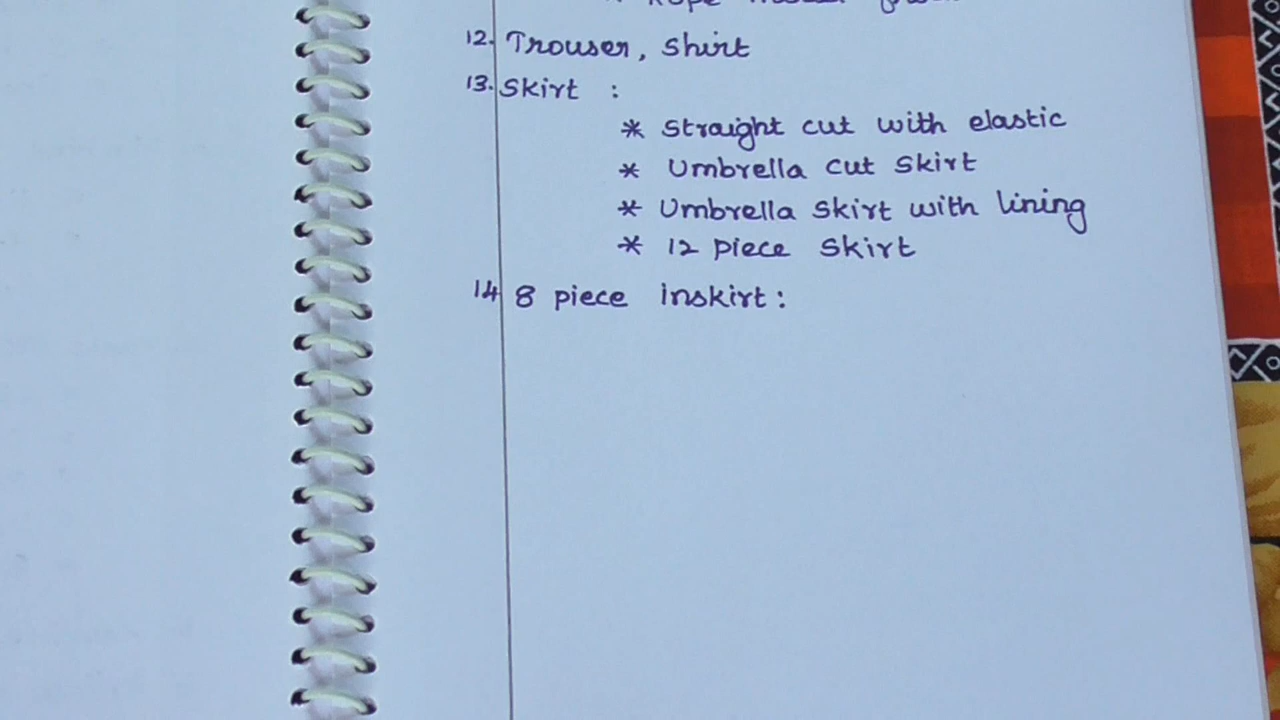 12. Trouser, Shirt
13. Skirt :
* Straight cut with elastic
* Umbrella cut Skirt
* Umbrella Skirt with lining
* 12 piece Skirt
14 8 piece inskirt :